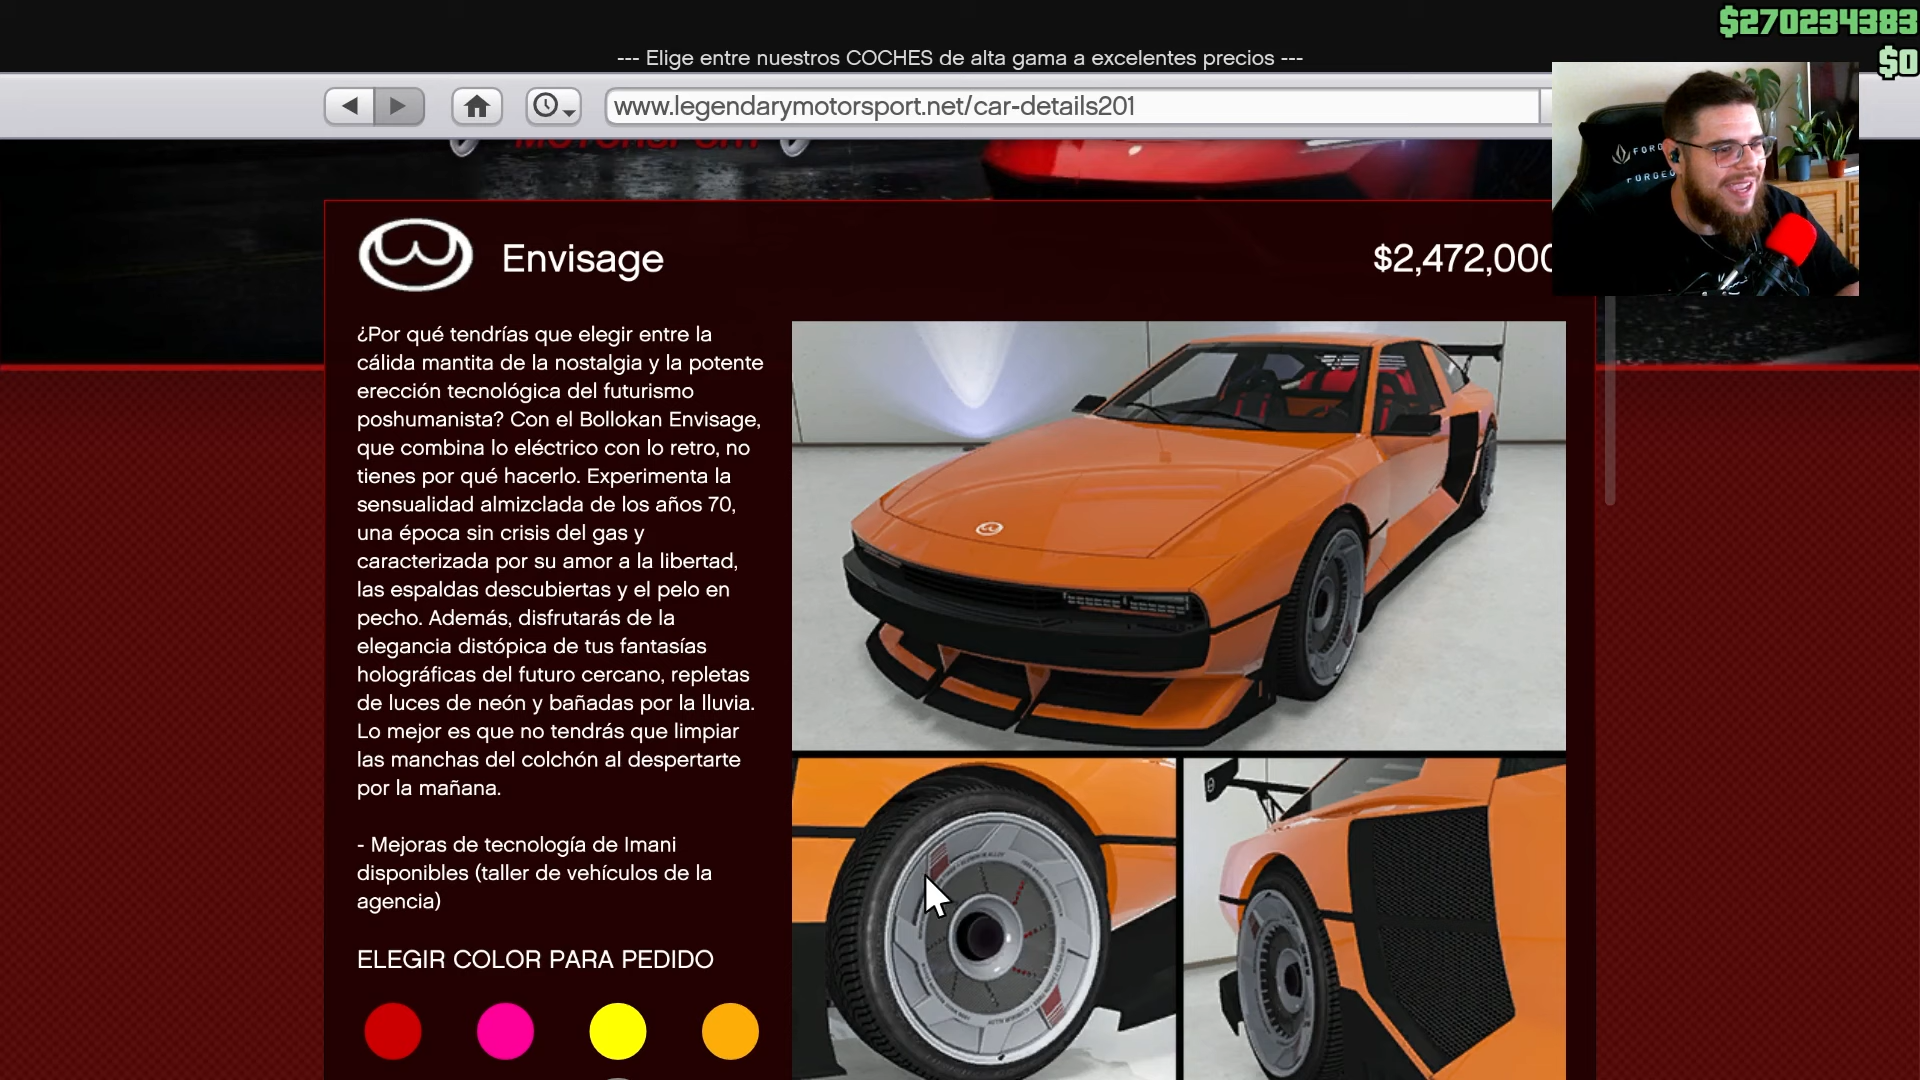 $270234383
$0
--- Elige entre nuestros COCHES de alta gama a excelentes precios ---
www.legendarymotorsport.net/car-details201
MOTORSPORT
FORGEO
Envisage
$2,472,000
¿Por qué tendrías que elegir entre la
cálida mantita de la nostalgia y la potente
erección tecnológica del futurismo
poshumanista? Con el Bollokan Envisage,
que combina lo eléctrico con lo retro, no
tienes por qué hacerlo. Experimenta la
sensualidad almizclada de los años 70,
una época sin crisis del gas y
caracterizada por su amor a la libertad,
las espaldas descubiertas y el pelo en
pecho. Además, disfrutarás de la
elegancia distópica de tus fantasías
holográficas del futuro cercano, repletas
de luces de neón y bañadas por la lluvia.
Lo mejor es que no tendrás que limpiar
las manchas del colchón al despertarte
por la mañana.
- Mejoras de tecnología de Imani
disponibles (taller de vehículos de la
agencia)
ELEGIR COLOR PARA PEDIDO